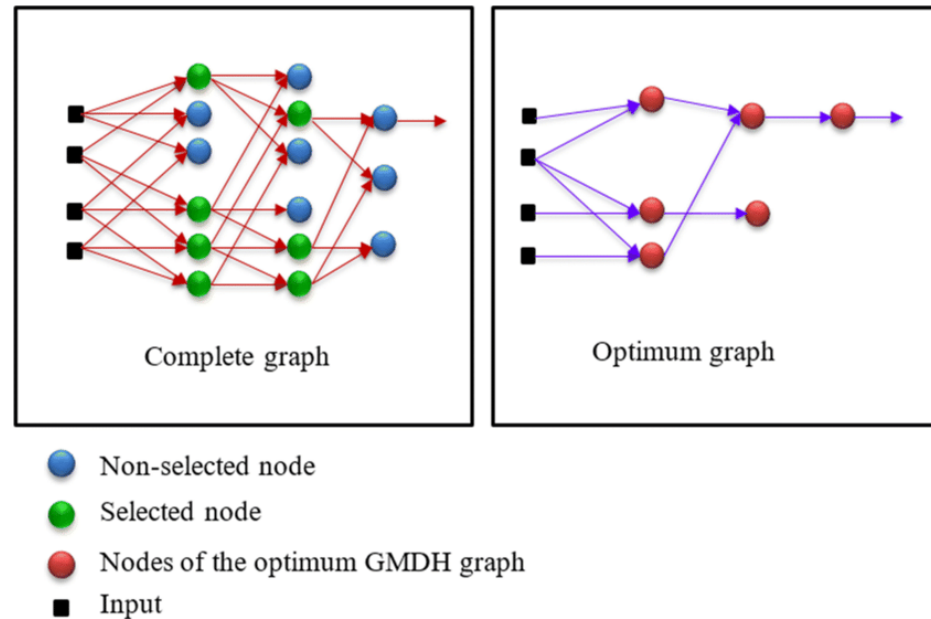 Complete graph
Optimum graph
Non-selected node
Selected node
Nodes of the optimum GMDH graph
Input